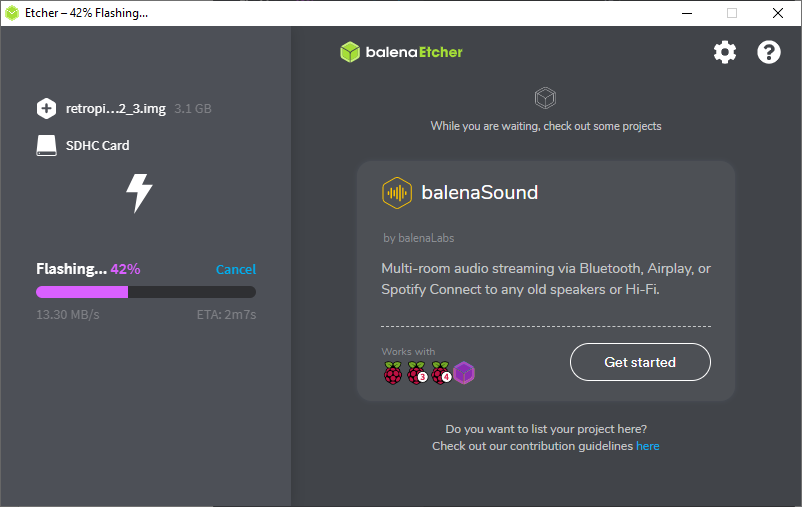 Etcher – 42% Flashing...
balenaEtcher
retropi...2_3.img 3.1 GB
SDHC Card
Flashing... 42% Cancel
13.30 MB/s ETA: 2m7s
While you are waiting, check out some projects
balenaSound
by balenaLabs
Multi-room audio streaming via Bluetooth, Airplay, or
Spotify Connect to any old speakers or Hi-Fi.
Works with
3 4
Get started
Do you want to list your project here?
Check out our contribution guidelines here